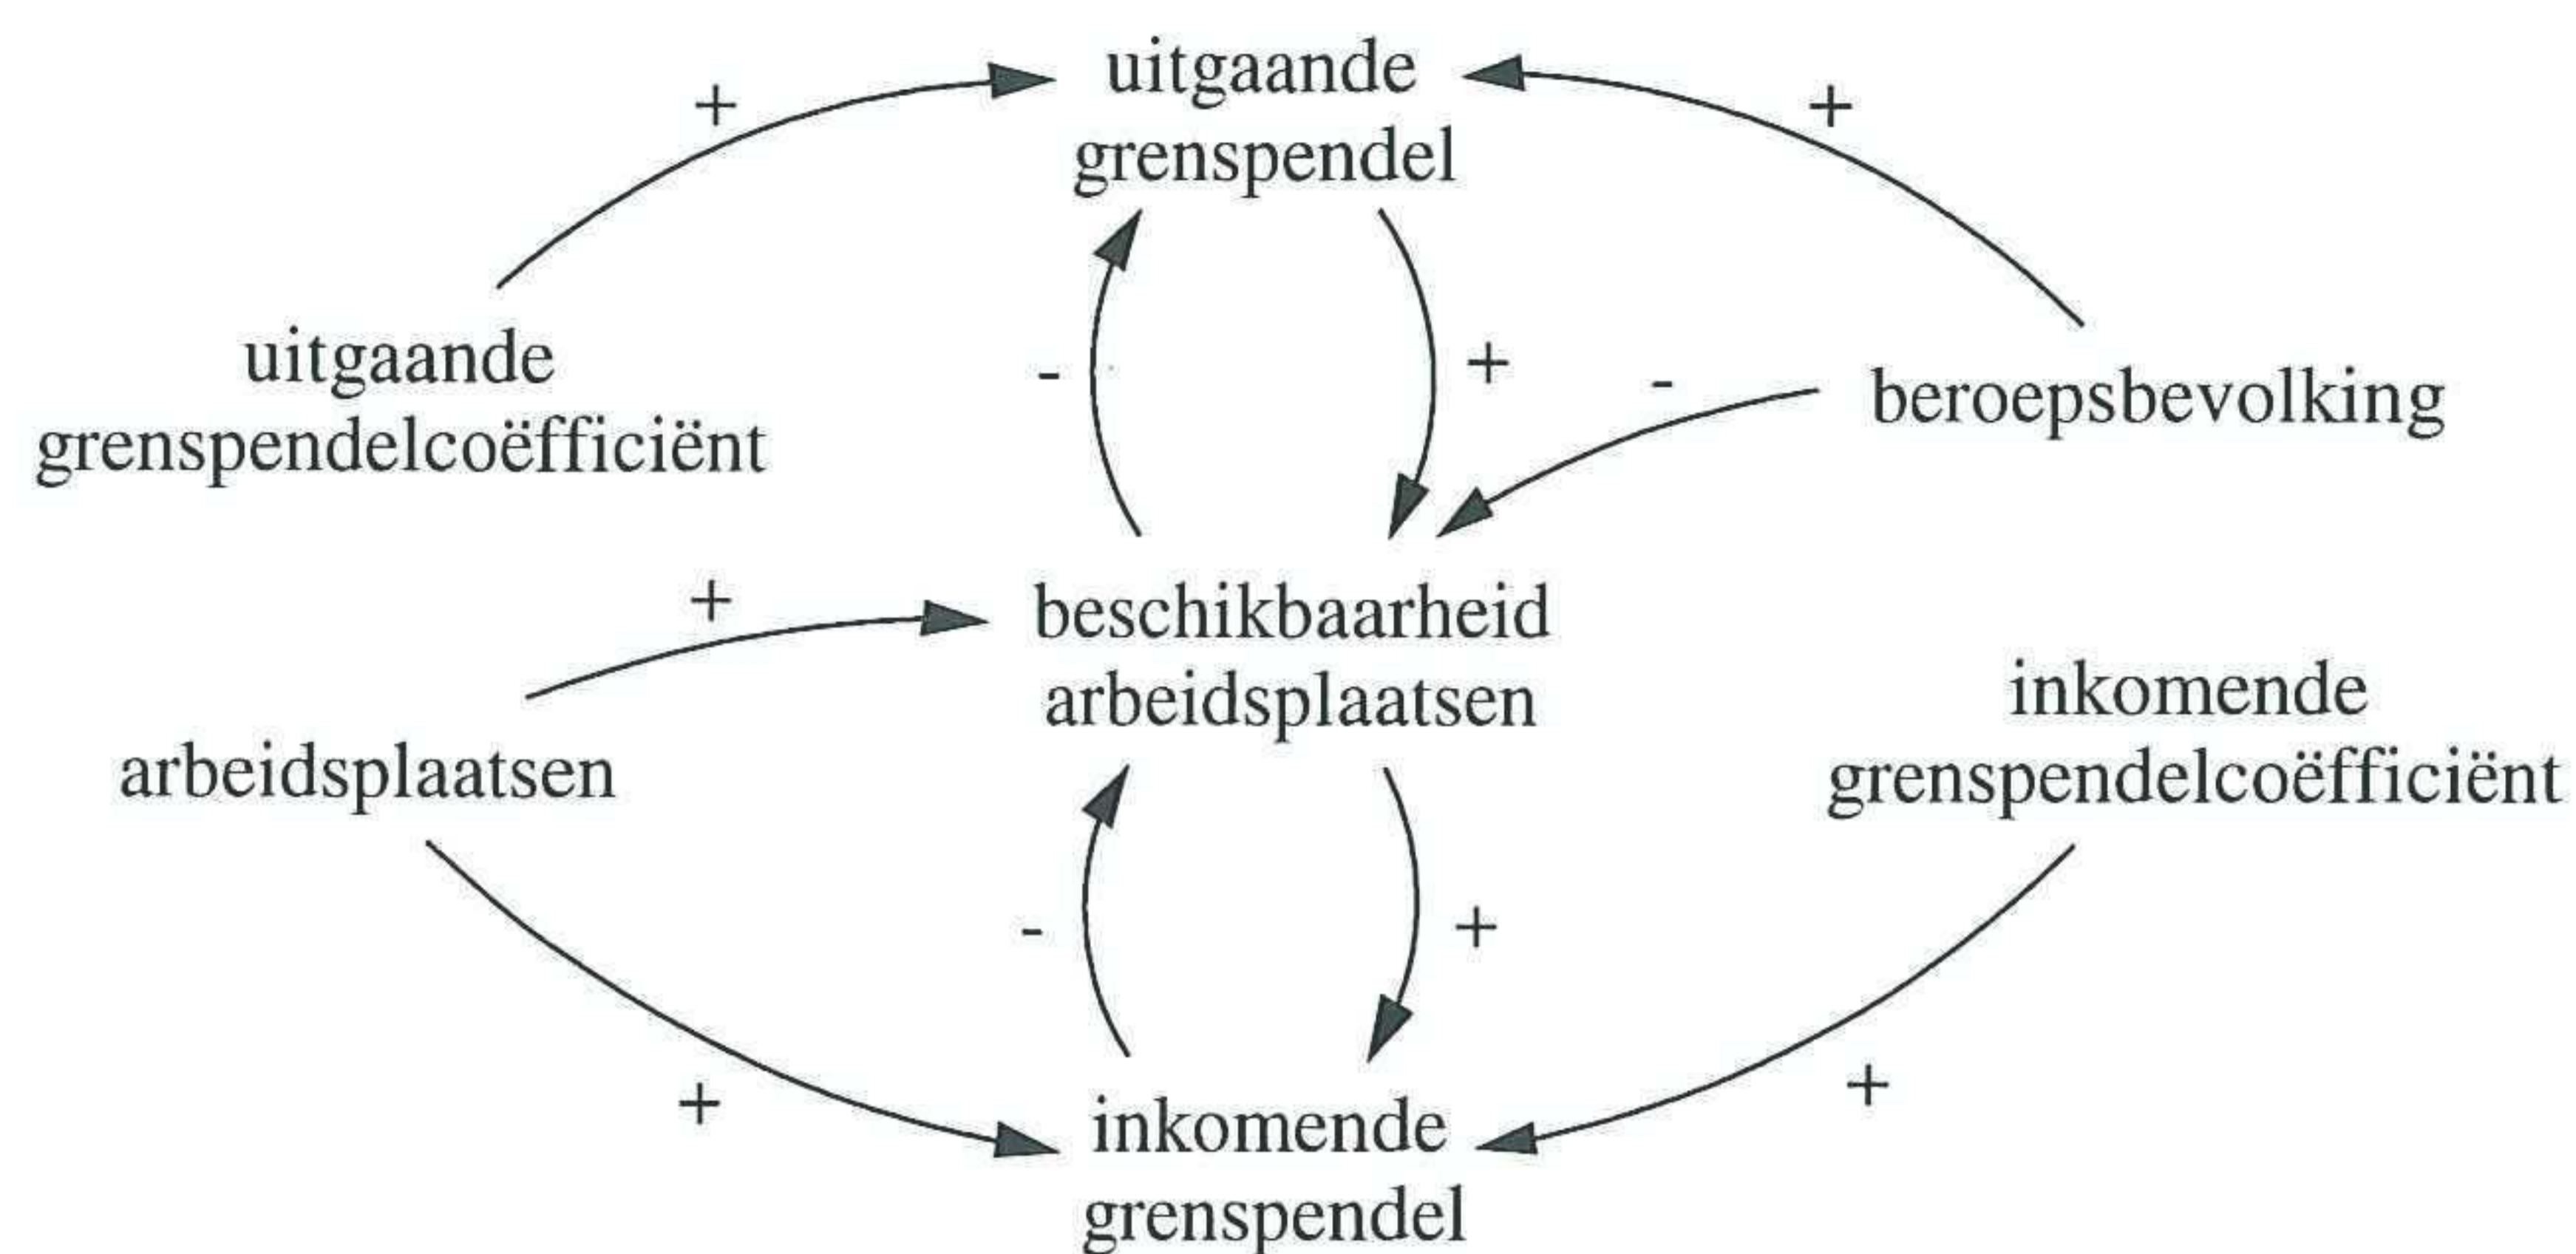 uitgaande
grenspendel
+
+
uitgaande
grenspendelcoëfficiënt
-
+
-
beroepsbevolking
+
beschikbaarheid
arbeidsplaatsen
arbeidsplaatsen
inkomende
grenspendelcoëfficiënt
-
+
+
+
inkomende
grenspendel